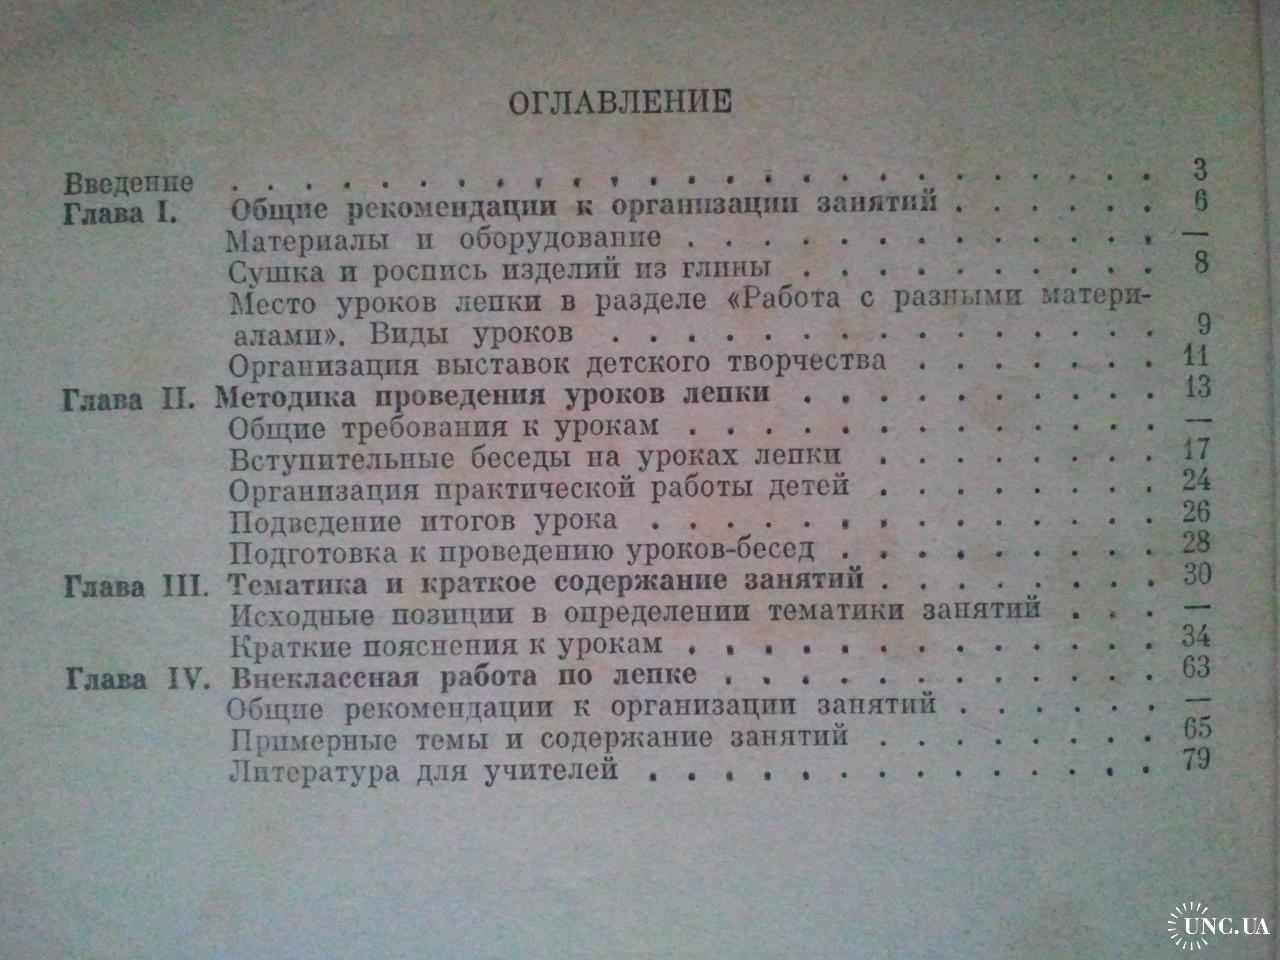 ОГЛАВЛЕНИЕ
Введение . . . . . . . . . . . . . . . . . . . . . . . . . 3
Глава I. Общие рекомендации к организации занятий . . . . . . 6
Материалы и оборудование . . . . . . . . . . . . . —
Сушка и роспись изделий из глины . . . . . . . . . . 8
Место уроков лепки в разделе «Работа с разными матери-
алами». Виды уроков . . . . . . . . . . . . . . . 9
Организация выставок детского творчества . . . . . . . 11
Глава II. Методика проведения уроков лепки . . . . . . . . . . 13
Общие требования к урокам . . . . . . . . . . . . —
Вступительные беседы на уроках лепки . . . . . . . . 17
Организация практической работы детей . . . . . . . . 24
Подведение итогов урока . . . . . . . . . . . . . . 26
Подготовка к проведению уроков-бесед . . . . . . . . . 28
Глава III. Тематика и краткое содержание занятий . . . . . . . . 30
Исходные позиции в определении тематики занятий . . . —
Краткие пояснения к урокам . . . . . . . . . . . . . 34
Глава IV. Внеклассная работа по лепке . . . . . . . . . . . . 63
Общие рекомендации к организации занятий . . . . . . —
Примерные темы и содержание занятий . . . . . . . . 65
Литература для учителей . . . . . . . . . . . . . . 79
UNC.UA